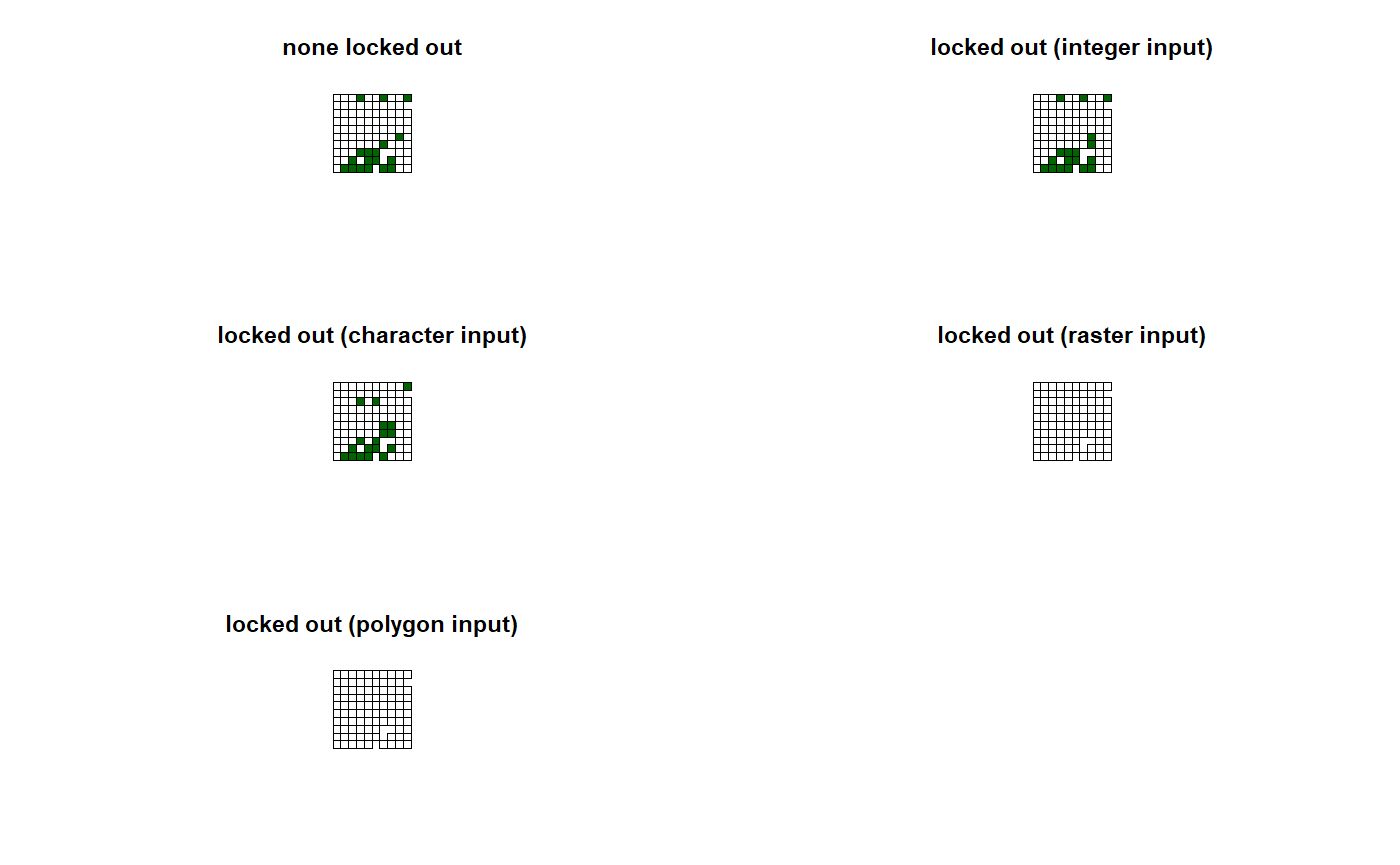 none locked out
locked out (integer input)
locked out (character input)
locked out (raster input)
locked out (polygon input)